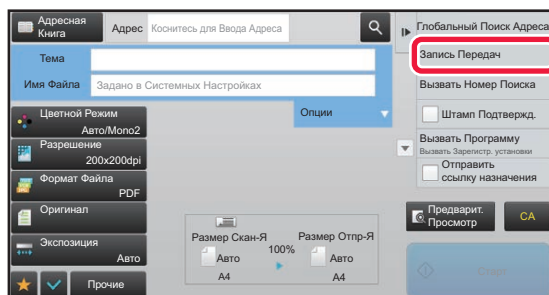 Адресная
Книга
Адрес
Коснитесь для Ввода Адреса
Тема
Имя Файла
Задано в Системных Настройках
Опции
Цветной Режим
Авто/Mono2
Разрешение
200x200dpi
Формат Файла
PDF
Оригинал
Экспозиция
Авто
Прочие
Размер Скан-Я
100%
Размер Отпр-Я
Авто
Авто
A4
A4
Глобальный Поиск Адреса
Запись Передач
Вызвать Номер Поиска
Штамп Подтвержд.
Вызвать Программу
Вызвать Зарегистр. установки
Отправить
ссылку назначения
Предварит.
Просмотр
CA
Старт